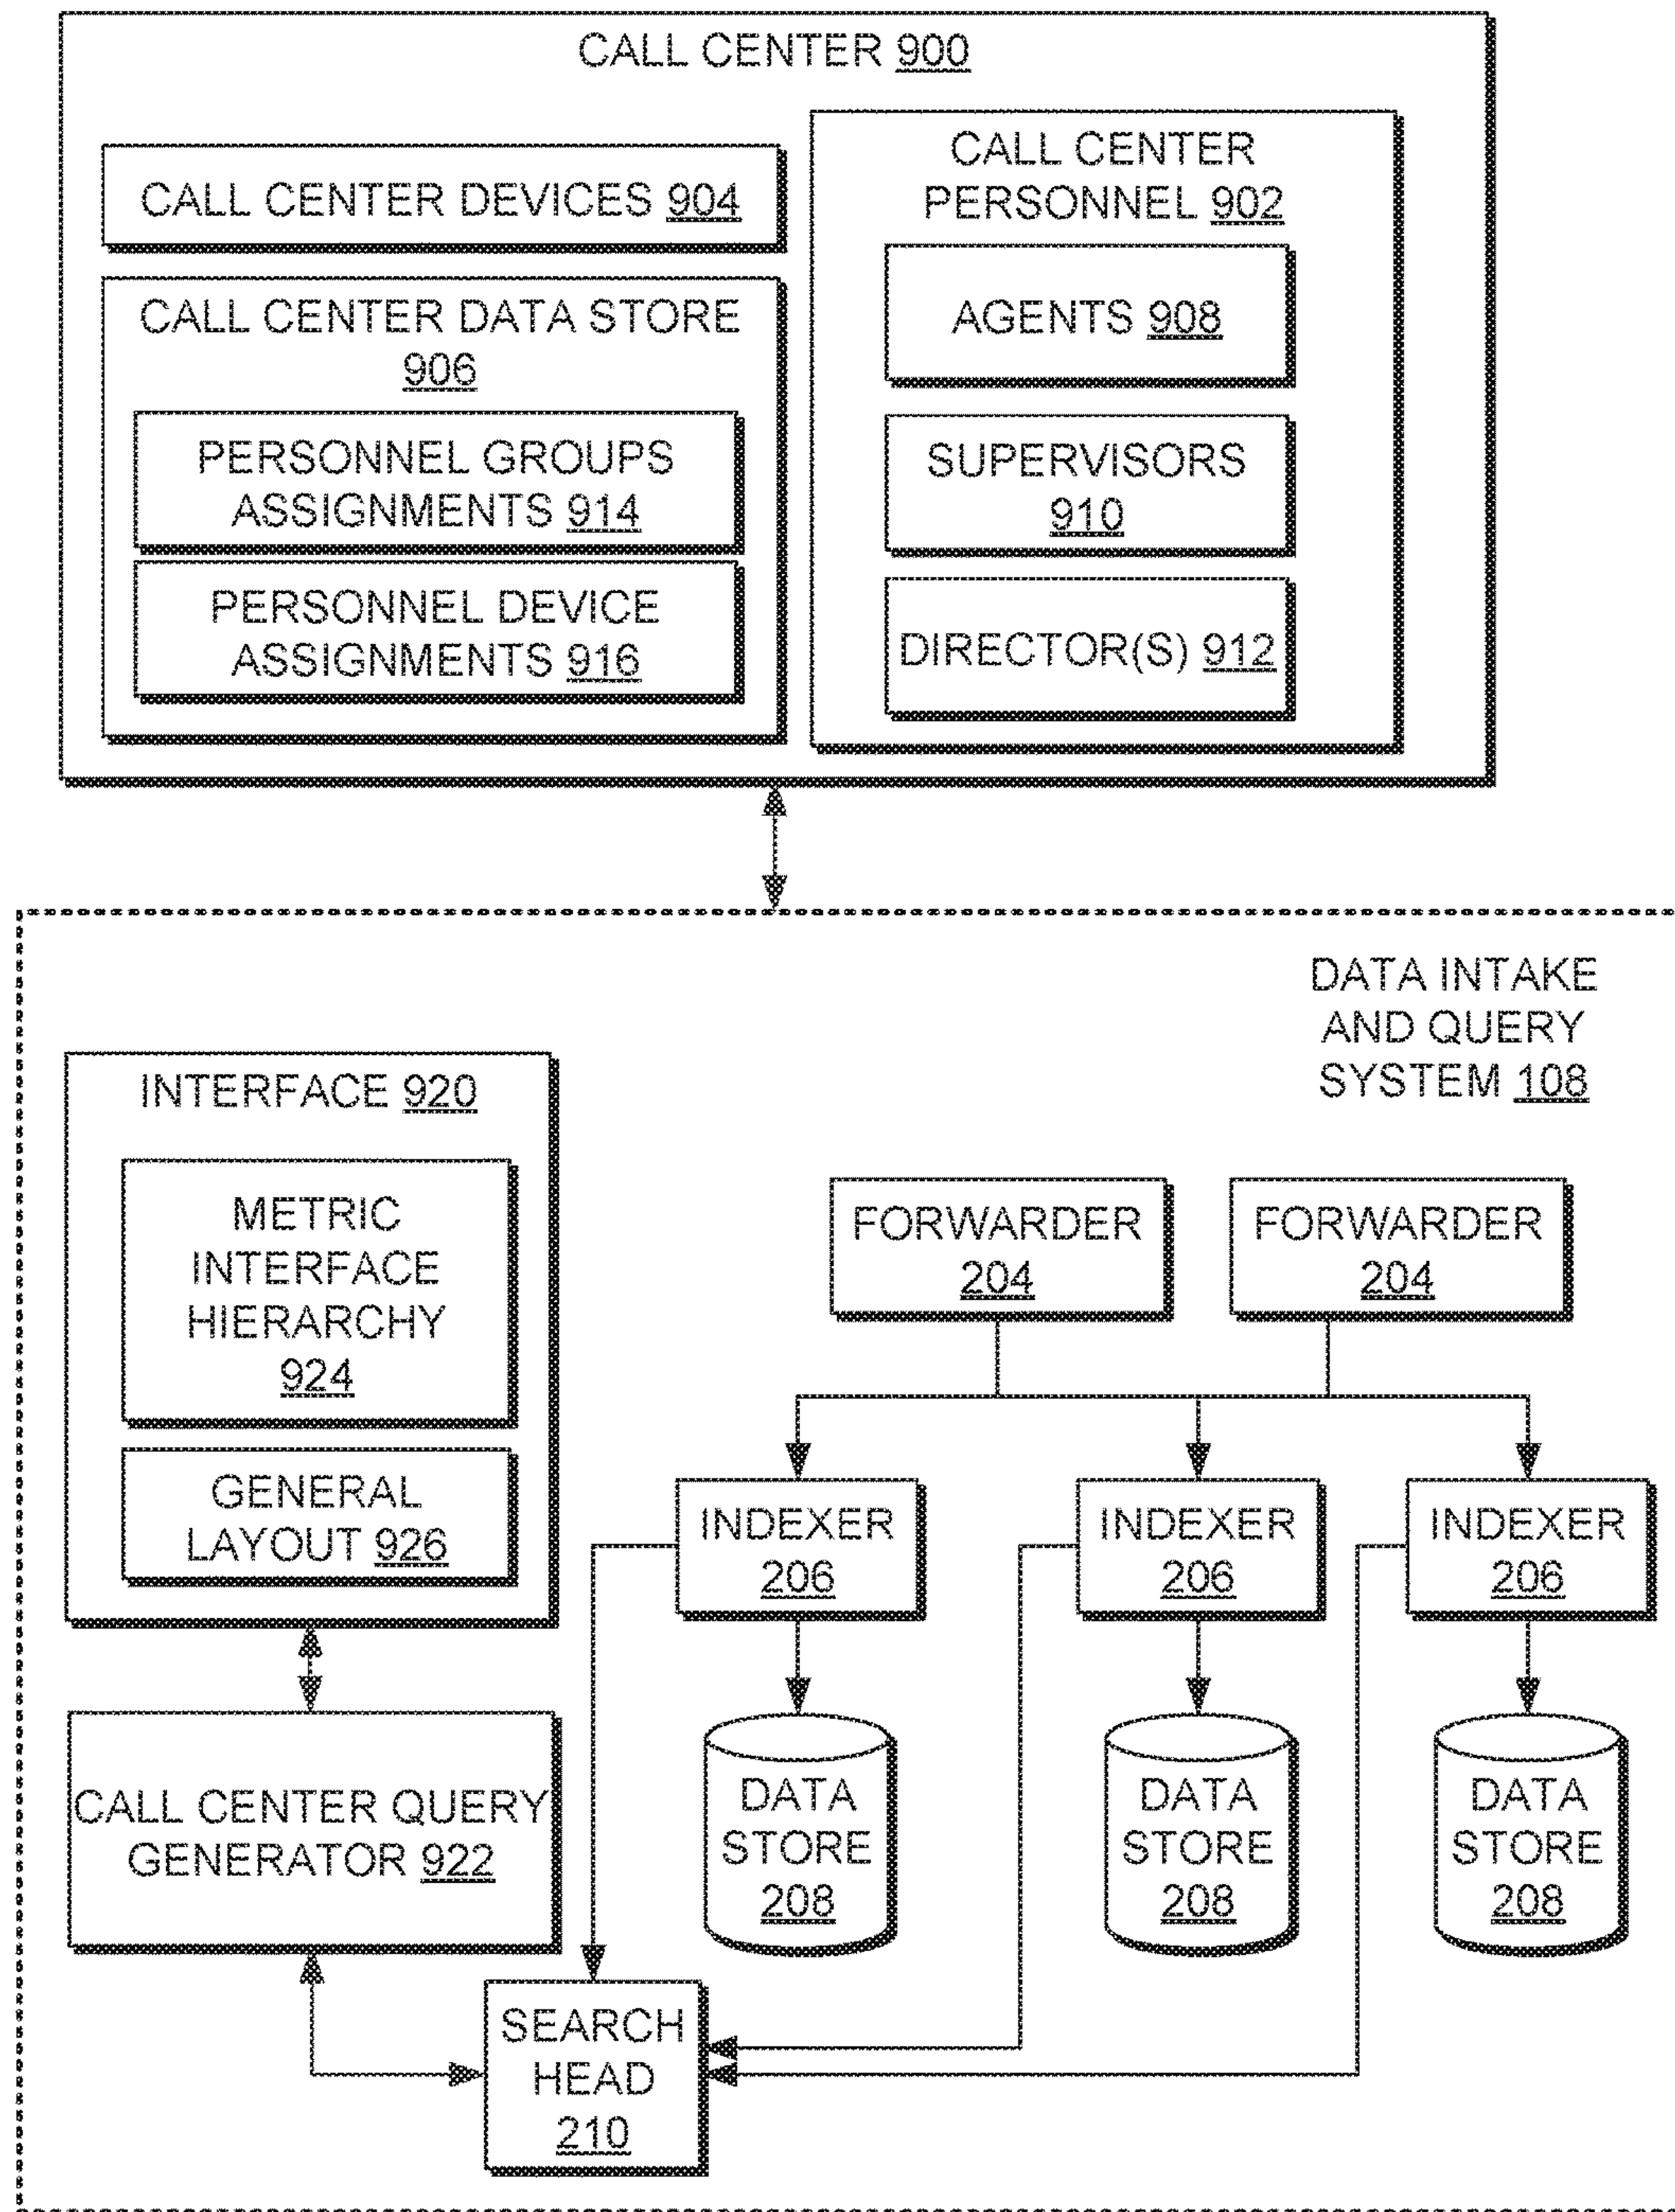 CALL CENTER 900
CALL CENTER DEVICES 904
CALL CENTER DATA STORE
906
PERSONNEL GROUPS
ASSIGNMENTS 914
PERSONNEL DEVICE
ASSIGNMENTS 916
CALL CENTER
PERSONNEL 902
AGENTS 908
SUPERVISORS
910
DIRECTOR(S) 912
DATA INTAKE
AND QUERY
SYSTEM 108
INTERFACE 920
METRIC
INTERFACE
HIERARCHY
924
GENERAL
LAYOUT 926
FORWARDER
204
FORWARDER
204
INDEXER
206
INDEXER
206
INDEXER
206
DATA
STORE
208
DATA
STORE
208
DATA
STORE
208
CALL CENTER QUERY
GENERATOR 922
SEARCH
HEAD
210